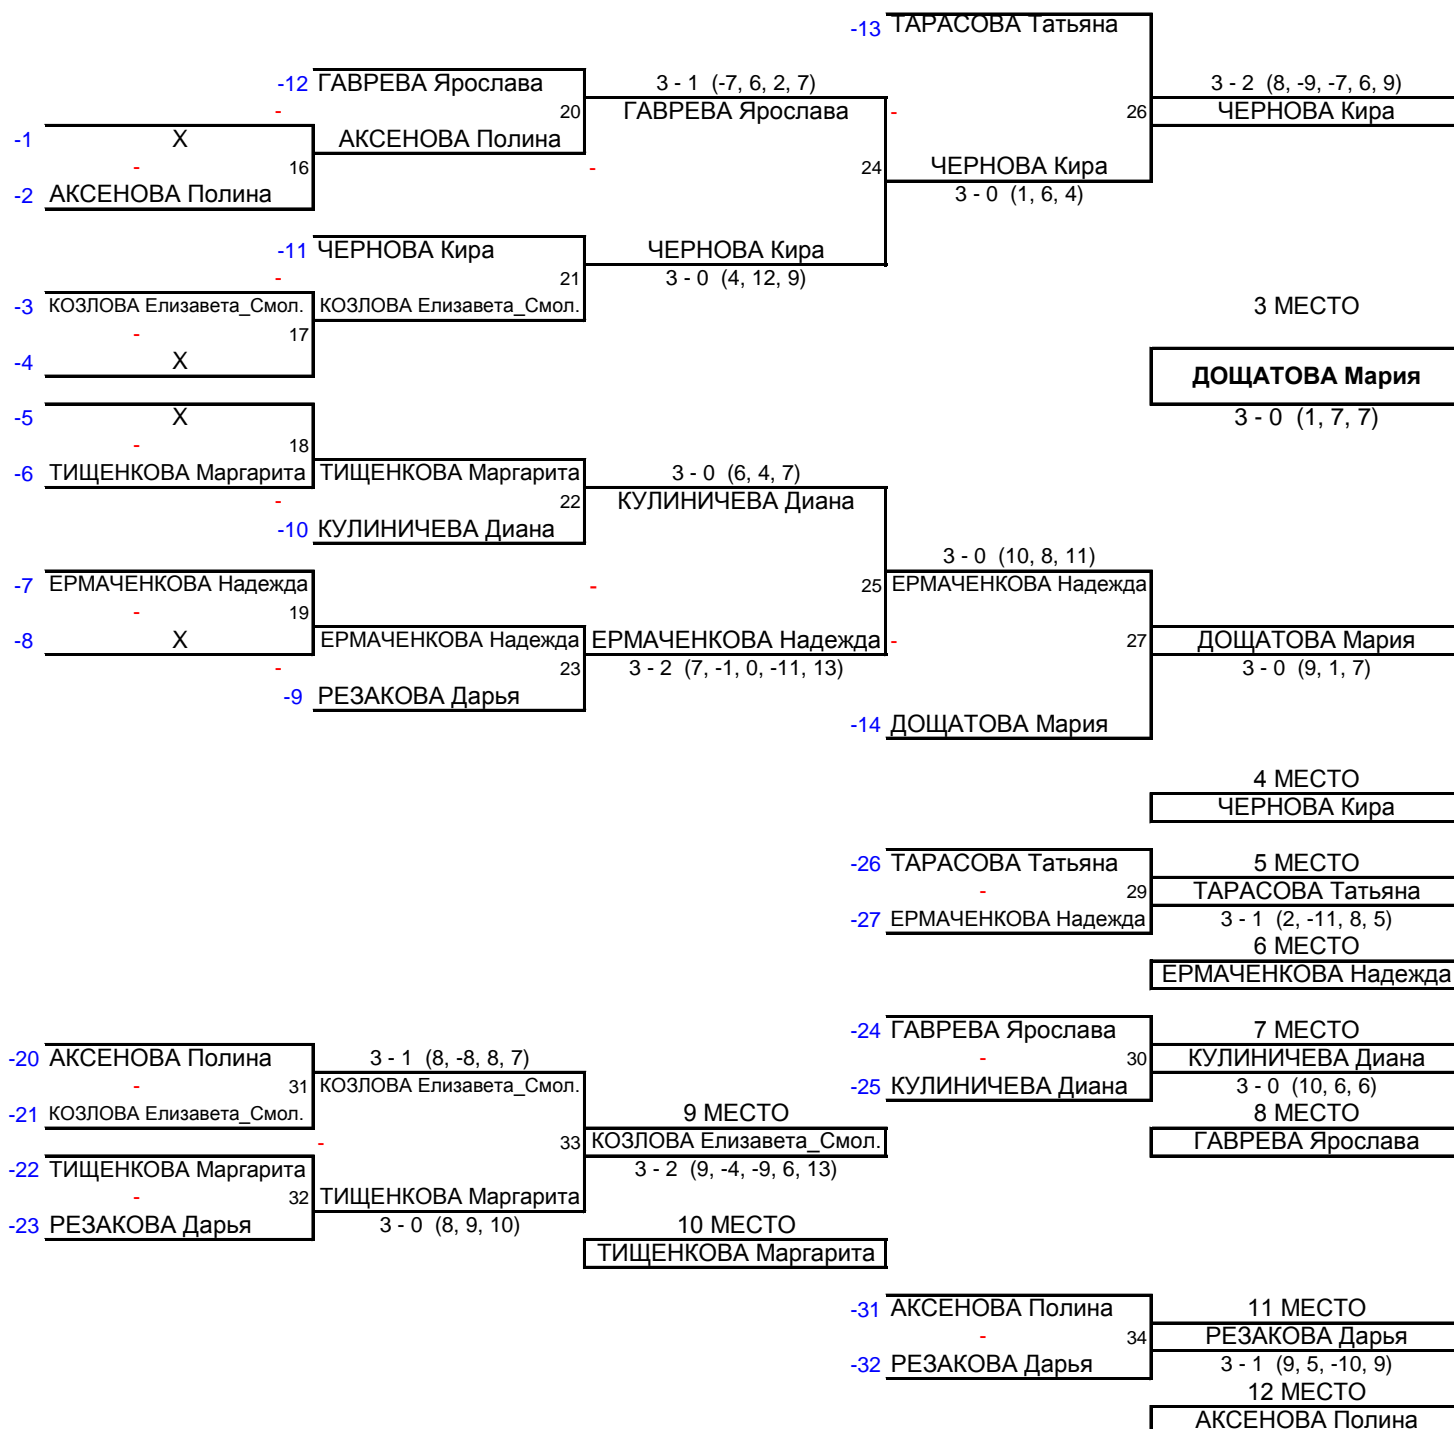 -13 ТАРАСОВА Татьяна
-12 ГАВРЕВА Ярослава 3 - 1 (-7, 6, 2, 7) 3 - 2 (8, -9, -7, 6, 9)
- 20 ГАВРЕВА Ярослава - 26 ЧЕРНОВА Кира
-1 X АКСЕНОВА Полина
- 16 - 24 ЧЕРНОВА Кира
-2 АКСЕНОВА Полина 3 - 0 (1, 6, 4)
-11 ЧЕРНОВА Кира ЧЕРНОВА Кира
- 21 3 - 0 (4, 12, 9)
-3 КОЗЛОВА Елизавета_Смол. КОЗЛОВА Елизавета_Смол. 3 МЕСТО
- 17
-4 X
ДОЩАТОВА Мария
-5 X 3 - 0 (1, 7, 7)
- 18
-6 ТИЩЕНКОВА Маргарита ТИЩЕНКОВА Маргарита 3 - 0 (6, 4, 7)
- 22 КУЛИНИЧЕВА Диана
-10 КУЛИНИЧЕВА Диана
3 - 0 (10, 8, 11)
-7 ЕРМАЧЕНКОВА Надежда - 25 ЕРМАЧЕНКОВА Надежда
- 19
-8 X ЕРМАЧЕНКОВА Надежда ЕРМАЧЕНКОВА Надежда - 27 ДОЩАТОВА Мария
- 23 3 - 2 (7, -1, 0, -11, 13) 3 - 0 (9, 1, 7)
-9 РЕЗАКОВА Дарья
-14 ДОЩАТОВА Мария
4 МЕСТО
ЧЕРНОВА Кира
-26 ТАРАСОВА Татьяна 5 МЕСТО
- 29 ТАРАСОВА Татьяна
-27 ЕРМАЧЕНКОВА Надежда 3 - 1 (2, -11, 8, 5)
6 МЕСТО
ЕРМАЧЕНКОВА Надежда
-24 ГАВРЕВА Ярослава 7 МЕСТО
-20 АКСЕНОВА Полина 3 - 1 (8, -8, 8, 7) - 30 КУЛИНИЧЕВА Диана
- 31 КОЗЛОВА Елизавета_Смол. -25 КУЛИНИЧЕВА Диана 3 - 0 (10, 6, 6)
-21 КОЗЛОВА Елизавета_Смол. 9 МЕСТО 8 МЕСТО
- 33 КОЗЛОВА Елизавета_Смол. ГАВРЕВА Ярослава
-22 ТИЩЕНКОВА Маргарита 3 - 2 (9, -4, -9, 6, 13)
- 32 ТИЩЕНКОВА Маргарита
-23 РЕЗАКОВА Дарья 3 - 0 (8, 9, 10) 10 МЕСТО
ТИЩЕНКОВА Маргарита
-31 АКСЕНОВА Полина 11 МЕСТО
- 34 РЕЗАКОВА Дарья
-32 РЕЗАКОВА Дарья 3 - 1 (9, 5, -10, 9)
12 МЕСТО
АКСЕНОВА Полина